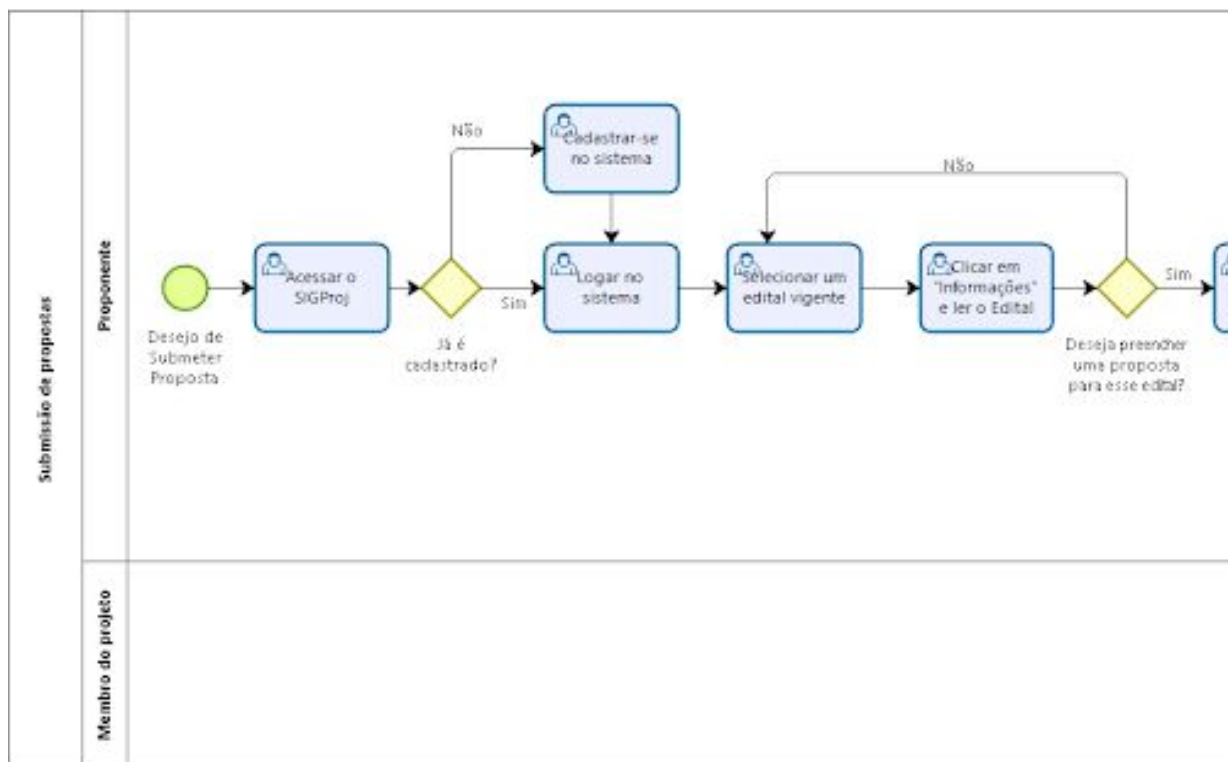 Submissão de propostas
Proponente
Desejo de
Submeter
Proposta
Acessar o
SIGProj
Já é
cadastrado?
Não
Cadastrar-se
no sistema
Sim
Logar no
sistema
Selecionar um
edital vigente
Clicar em
"Informações"
e ler o Edital
Não
Deseja preencher
uma proposta
para esse edital?
Sim
Membro do projeto